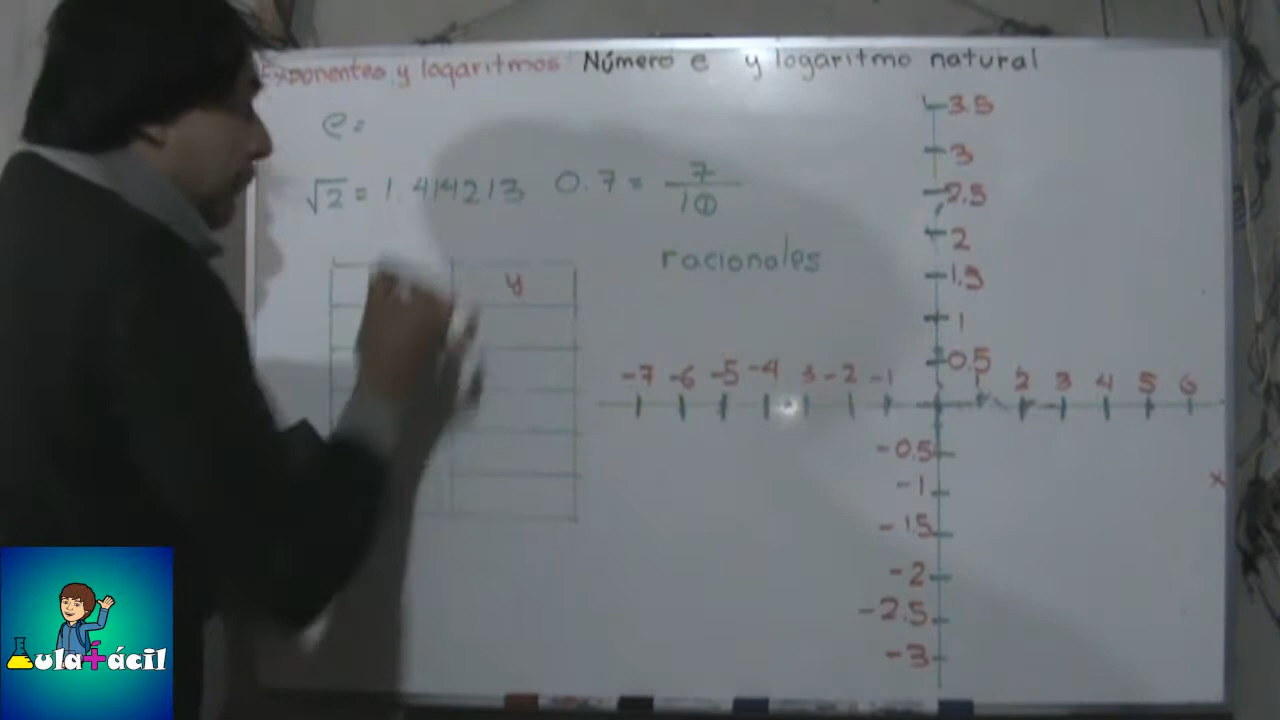 Exponentes y logaritmos Número e y logaritmo natural
e=
√2 = 1.414213 0.7 = 7/10
racionales
y
3.5
3
2.5
2
1.5
1
0.5
-7 -6 -5 -4 3 -2 -1 1 2 3 4 5 6
-0.5
-1
-1.5
-2
-2.5
-3
x
Aula+ácil